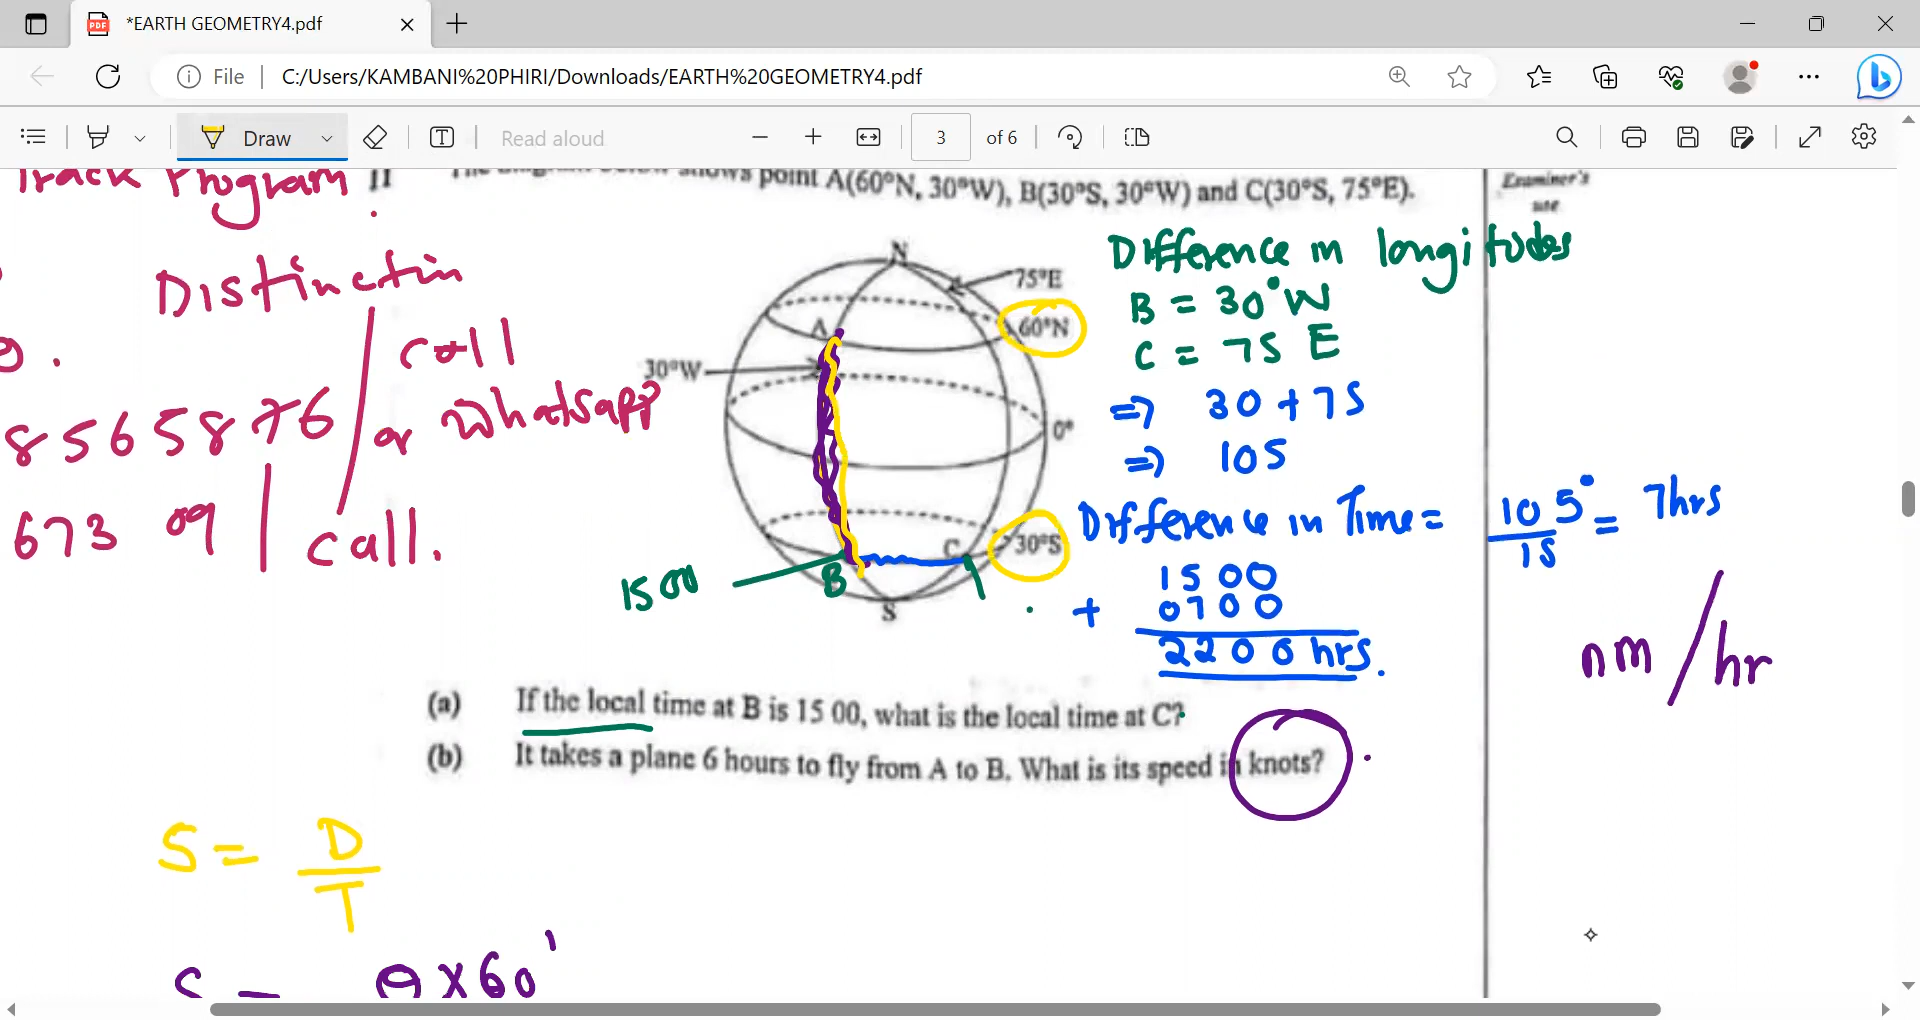 *EARTH GEOMETRY4.pdf
File
C:/Users/KAMBANI%20PHIRI/Downloads/EARTH%20GEOMETRY4.pdf
Draw
Read aloud
3 of 6
Track Program 11
shows point A(60°N, 30°W), B(30°S, 30°W) and C(30°S, 75°E).
Examiner's
use
Distinctin
call
or Whatsapp
8565876
673 09
call.
N
75°E
60°N
A
30°W
0°
30°S
C
B
S
1500
Difference in longitudes
B = 30°W
C = 75 E
=> 30 + 75
=> 105
Difference in Time = 105°/15 = 7hrs
1500
+ 0700
2200 hrs.
nm/hr
(a) If the local time at B is 15 00, what is the local time at C?
(b) It takes a plane 6 hours to fly from A to B. What is its speed in knots?
S = D/T
S = θ x 60'